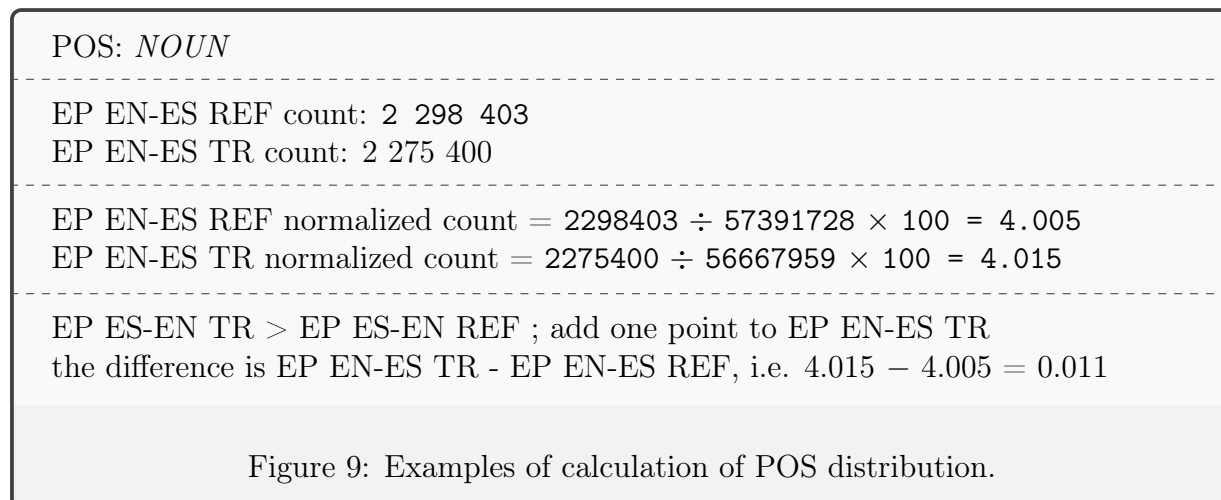 POS: NOUN
EP EN-ES REF count: 2 298 403
EP EN-ES TR count: 2 275 400
EP EN-ES REF normalized count = 2298403 ÷ 57391728 × 100 = 4.005
EP EN-ES TR normalized count = 2275400 ÷ 56667959 × 100 = 4.015
EP ES-EN TR > EP ES-EN REF ; add one point to EP EN-ES TR
the difference is EP EN-ES TR - EP EN-ES REF, i.e. 4.015 − 4.005 = 0.011
Figure 9: Examples of calculation of POS distribution.